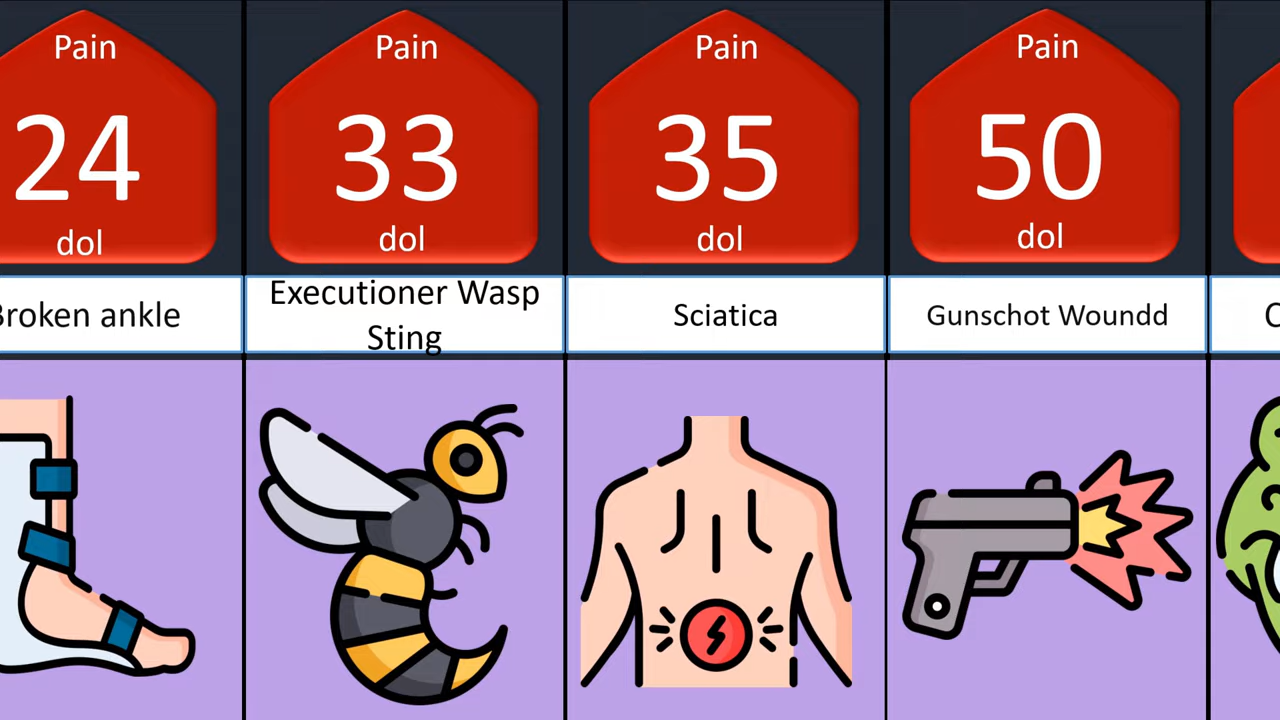 Pain
24
dol
Broken ankle
Pain
33
dol
Executioner Wasp
Sting
Pain
35
dol
Sciatica
Pain
50
dol
Gunschot Woundd